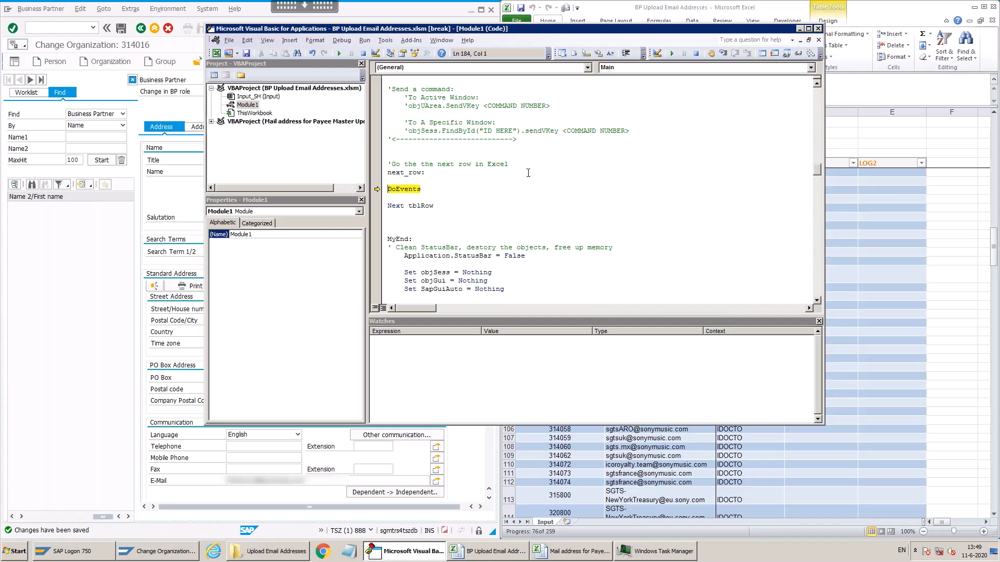 Business Partner Edit Goto Extras Environment System Help
Change Organization: 314016
Person Organization Group
Business Partner
Change in BP role
Worklist Find
Find Business Partner
By Name
Name1
Name2
MaxHit 100 Start
Name 2/First name
Address
Name
Title
Name
Salutation
Search Terms
Search Term 1/2
Standard Address
Print
Street Address
Street/House num
Postal Code/City
Country
Time zone
PO Box Address
PO Box
Postal code
Company Postal Co
Communication
Language English Other communication...
Telephone Extension
Mobile Phone
Fax Extension
E-Mail
Dependent -> Independent..
Changes have been saved
SAP
TSZ (1) 888 sgmtrs4tszdb INS
Microsoft Visual Basic for Applications - BP Upload Email Addresses.xlsm [break] - [Module1 (Code)]
File Edit View Insert Format Debug Run Tools Add-Ins Window Help
Type a question for help
Ln 184, Col 1
Project - VBAProject
VBAProject (BP Upload Email Addresses.xlsm)
Input_SH (Input)
Module1
ThisWorkbook
VBAProject (Mail address for Payee Master Up
Properties - Module1
Module1 Module
Alphabetic Categorized
(Name) Module1
(General) Main
'Send a command:
'To Active Window:
'objUArea.SendVKey <COMMAND NUMBER>
'To A Specific Window:
'objSess.FindById("ID HERE").sendVKey <COMMAND NUMBER>
'<---------------------------->
'Go the the next row in Excel
next_row:
DoEvents
Next tblRow
MyEnd:
' Clean StatusBar, destory the objects, free up memory
Application.StatusBar = False
Set objSess = Nothing
Set objGui = Nothing
Set SapGuiAuto = Nothing
Watches
Expression Value Type Context
BP Upload Email Addresses - Microsoft Excel
Table Tools
File Home Insert Page Layout Formulas Data Review View Developer Design
onal Formatting Insert
Delete
Format
Sort & Filter Find & Select
Cells Editing
E F
LOG2
106 314058 sgtsARO@sonymusic.com IDOCTO
107 314059 sgtsuk@sonymusic.com IDOCTO
108 314060 sgts.mx@sonymusic.com IDOCTO
109 314062 sgtsuk@sonymusic.com IDOCTO
110 314072 icoroyalty.team@sonymusic.com IDOCTO
111 314073 sgtsfrance@sonymusic.com IDOCTO
112 314074 sgtsfrance@sonymusic.com IDOCTO
113 315800 SGTS-NewYorkTreasury@eu.sony.com IDOCTO
114 320800 SGTS-NewYorkTreasury@eu.sony.com IDOCTO
Input
Progress: 76of 259
100%
Start SAP Logon 750 Change Organization... Upload Email Addresses Microsoft Visual Ba... BP Upload Email Addr... Mail address for Paye... Windows Task Manager
EN 13:49
11-6-2020